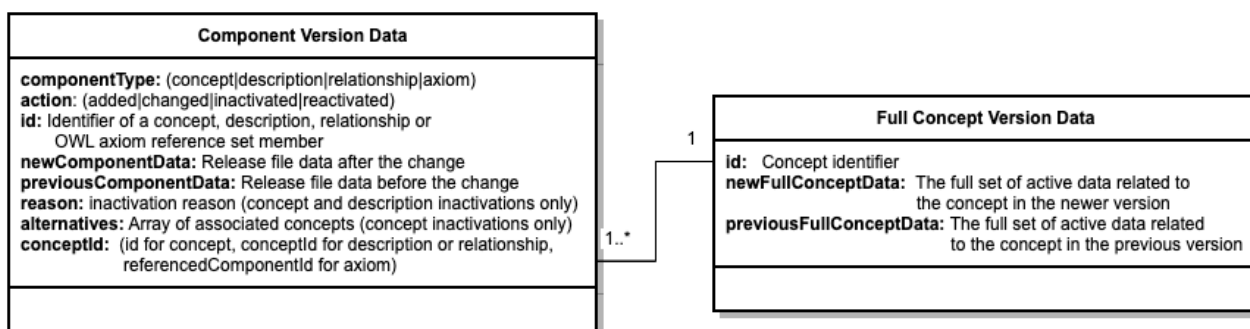 Component Version Data
componentType: (concept|description|relationship|axiom)
action: (added|changed|inactivated|reactivated)
id: Identifier of a concept, description, relationship or
OWL axiom reference set member
newComponentData: Release file data after the change
previousComponentData: Release file data before the change
reason: inactivation reason (concept and description inactivations only)
alternatives: Array of associated concepts (concept inactivations only)
conceptId: (id for concept, conceptId for description or relationship,
referencedComponentId for axiom)
1..*
1
Full Concept Version Data
id: Concept identifier
newFullConceptData: The full set of active data related to
the concept in the newer version
previousFullConceptData: The full set of active data related
to the concept in the previous version